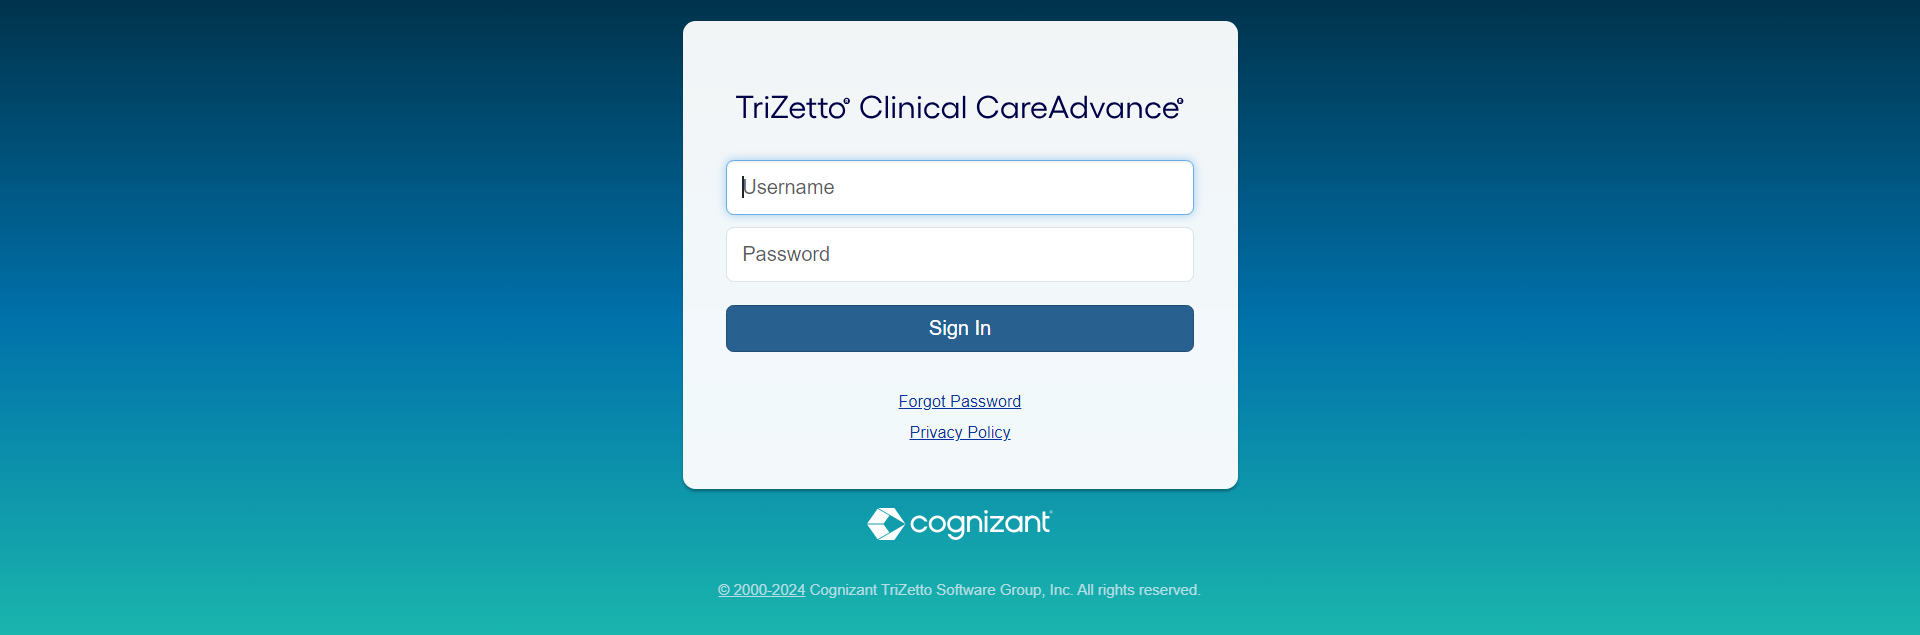 TriZetto® Clinical CareAdvance®
Username
Password
Sign In
Forgot Password
Privacy Policy
cognizant
© 2000-2024 Cognizant TriZetto Software Group, Inc. All rights reserved.